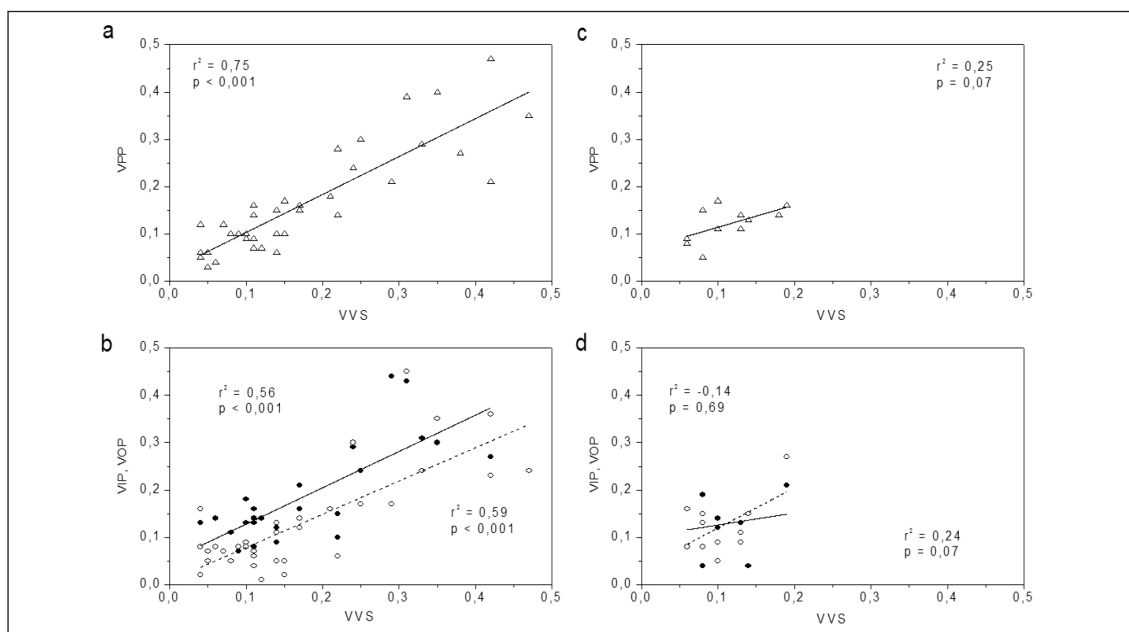 a
r² = 0,75
p < 0,001
VPP
0,5
0,4
0,3
0,2
0,1
0,0
0,0 0,1 0,2 0,3 0,4 0,5
VVS
c
r² = 0,25
p = 0,07
VPP
0,5
0,4
0,3
0,2
0,1
0,0
0,0 0,1 0,2 0,3 0,4 0,5
VVS
b
r² = 0,56
p < 0,001
r² = 0,59
p < 0,001
VIP, VOP
0,5
0,4
0,3
0,2
0,1
0,0
0,0 0,1 0,2 0,3 0,4 0,5
VVS
d
r² = -0,14
p = 0,69
r² = 0,24
p = 0,07
VIP, VOP
0,5
0,4
0,3
0,2
0,1
0,0
0,0 0,1 0,2 0,3 0,4 0,5
VVS